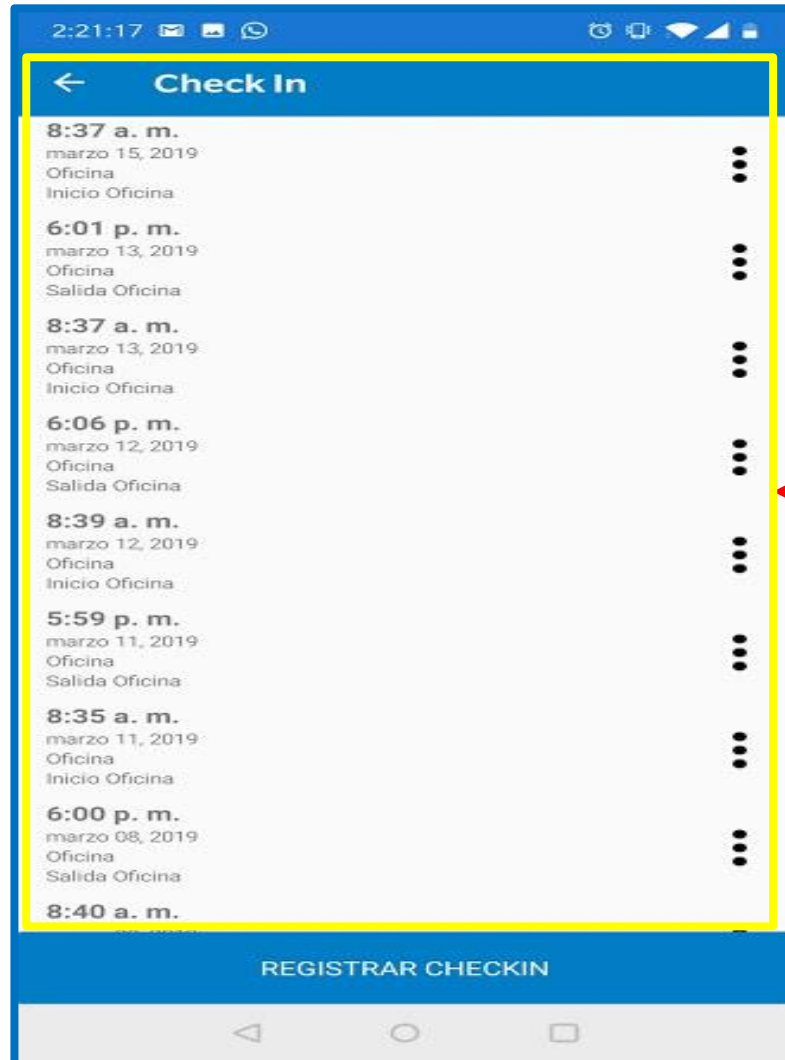 2:21:17
Check In
8:37 a. m.
marzo 15, 2019
Oficina
Inicio Oficina
6:01 p. m.
marzo 13, 2019
Oficina
Salida Oficina
8:37 a. m.
marzo 13, 2019
Oficina
Inicio Oficina
6:06 p. m.
marzo 12, 2019
Oficina
Salida Oficina
8:39 a. m.
marzo 12, 2019
Oficina
Inicio Oficina
5:59 p. m.
marzo 11, 2019
Oficina
Salida Oficina
8:35 a. m.
marzo 11, 2019
Oficina
Inicio Oficina
6:00 p. m.
marzo 08, 2019
Oficina
Salida Oficina
8:40 a. m.
REGISTRAR CHECKIN